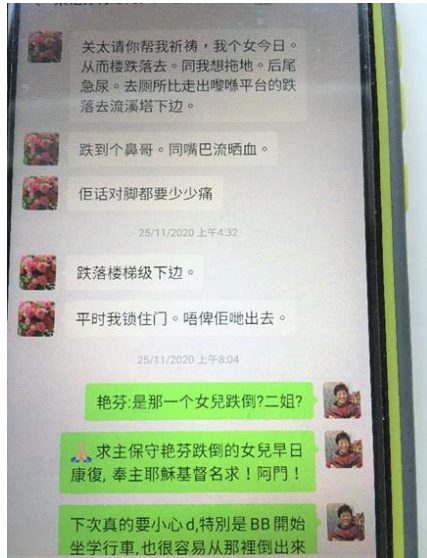 关太请你帮我祈祷，我个女今日。
从而楼跌落去。同我想拖地。后尾
急尿。去厕所比走出嚟喺平台的跌
落去流溪塔下边。
跌到个鼻哥。同嘴巴流晒血。
佢话对脚都要少少痛
25/11/2020 上午4:32
跌落楼梯级下边。
平时我锁住门。唔俾佢哋出去。
25/11/2020 上午8:04
艳芬:是那一个女兒跌倒?二姐?
🙏 求主保守艳芬跌倒的女兒早日
康復, 奉主耶穌基督名求！阿門！
下次真的要小心d,特別是BB開始
坐学行車,也很容易从那裡倒出來